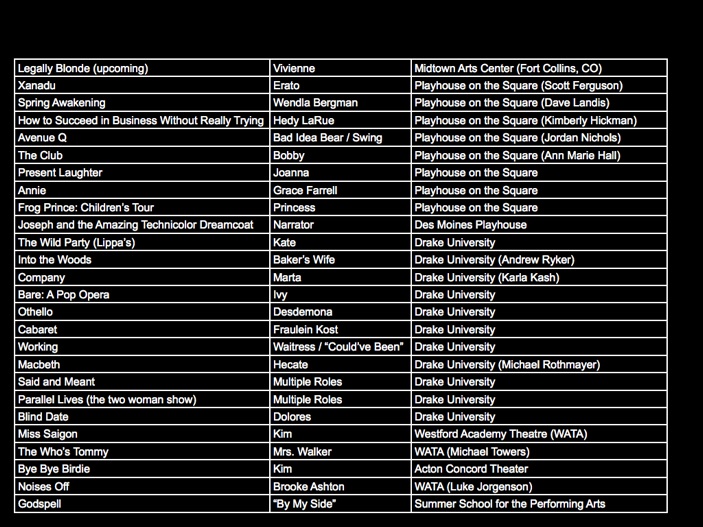 Legally Blonde (upcoming) Vivienne Midtown Arts Center (Fort Collins, CO)
Xanadu Erato Playhouse on the Square (Scott Ferguson)
Spring Awakening Wendla Bergman Playhouse on the Square (Dave Landis)
How to Succeed in Business Without Really Trying Hedy LaRue Playhouse on the Square (Kimberly Hickman)
Avenue Q Bad Idea Bear / Swing Playhouse on the Square (Jordan Nichols)
The Club Bobby Playhouse on the Square (Ann Marie Hall)
Present Laughter Joanna Playhouse on the Square
Annie Grace Farrell Playhouse on the Square
Frog Prince: Children's Tour Princess Playhouse on the Square
Joseph and the Amazing Technicolor Dreamcoat Narrator Des Moines Playhouse
The Wild Party (Lippa's) Kate Drake University
Into the Woods Baker's Wife Drake University (Andrew Ryker)
Company Marta Drake University (Karla Kash)
Bare: A Pop Opera Ivy Drake University
Othello Desdemona Drake University
Cabaret Fraulein Kost Drake University
Working Waitress / “Could've Been” Drake University
Macbeth Hecate Drake University (Michael Rothmayer)
Said and Meant Multiple Roles Drake University
Parallel Lives (the two woman show) Multiple Roles Drake University
Blind Date Dolores Drake University
Miss Saigon Kim Westford Academy Theatre (WATA)
The Who's Tommy Mrs. Walker WATA (Michael Towers)
Bye Bye Birdie Kim Acton Concord Theater
Noises Off Brooke Ashton WATA (Luke Jorgenson)
Godspell “By My Side” Summer School for the Performing Arts